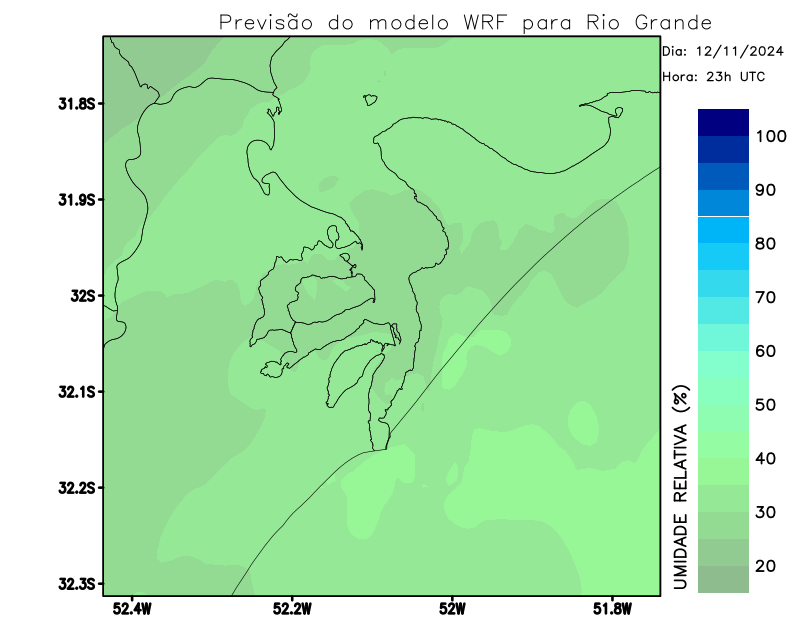 Previsão do modelo WRF para Rio Grande
Dia: 12/11/2024
Hora: 23h UTC
31.8S
31.9S
32S
32.1S
32.2S
32.3S
52.4W
52.2W
52W
51.8W
100
90
80
70
60
50
40
30
20
UMIDADE RELATIVA (%)